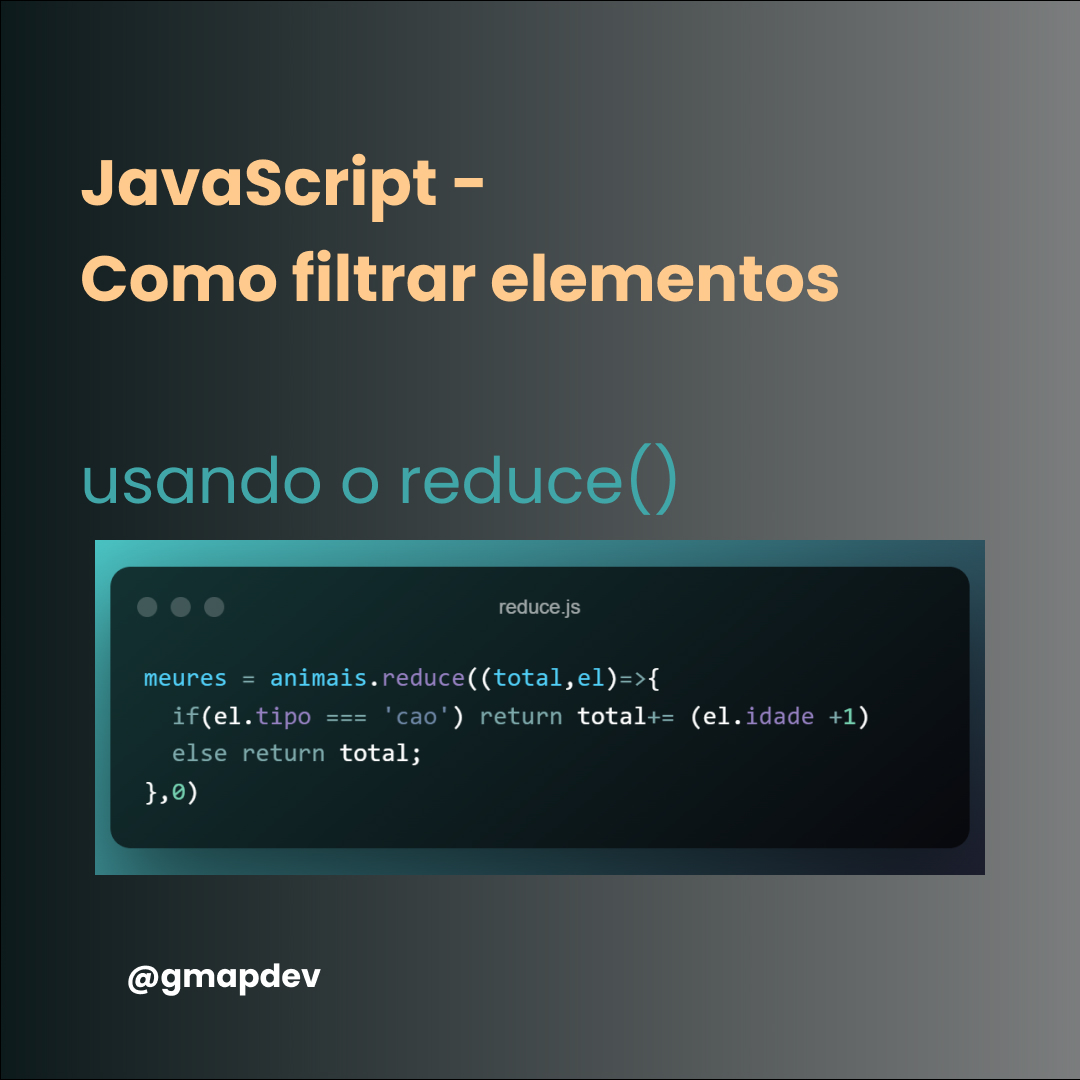 JavaScript -
Como filtrar elementos
usando o reduce()
reduce.js
meures = animais.reduce((total,el)=>{
  if(el.tipo === 'cao') return total+= (el.idade +1)
  else return total;
},0)
@gmapdev